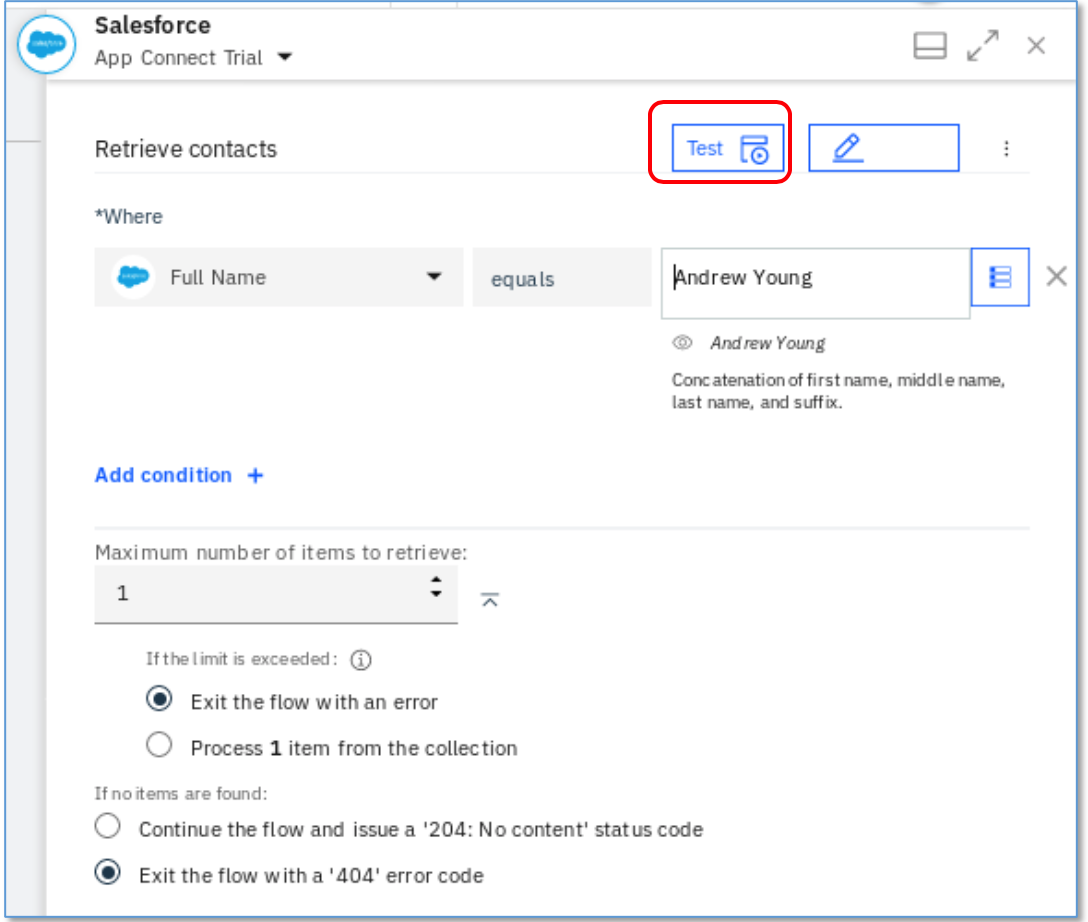 Salesforce
App Connect Trial
Retrieve contacts
Test
*Where
Full Name
equals
Andrew Young
Andrew Young
Concatenation of first name, middle name,
last name, and suffix.
Add condition +
Maximum number of items to retrieve:
1
If the limit is exceeded:
Exit the flow with an error
Process 1 item from the collection
If no items are found:
Continue the flow and issue a '204: No content' status code
Exit the flow with a '404' error code